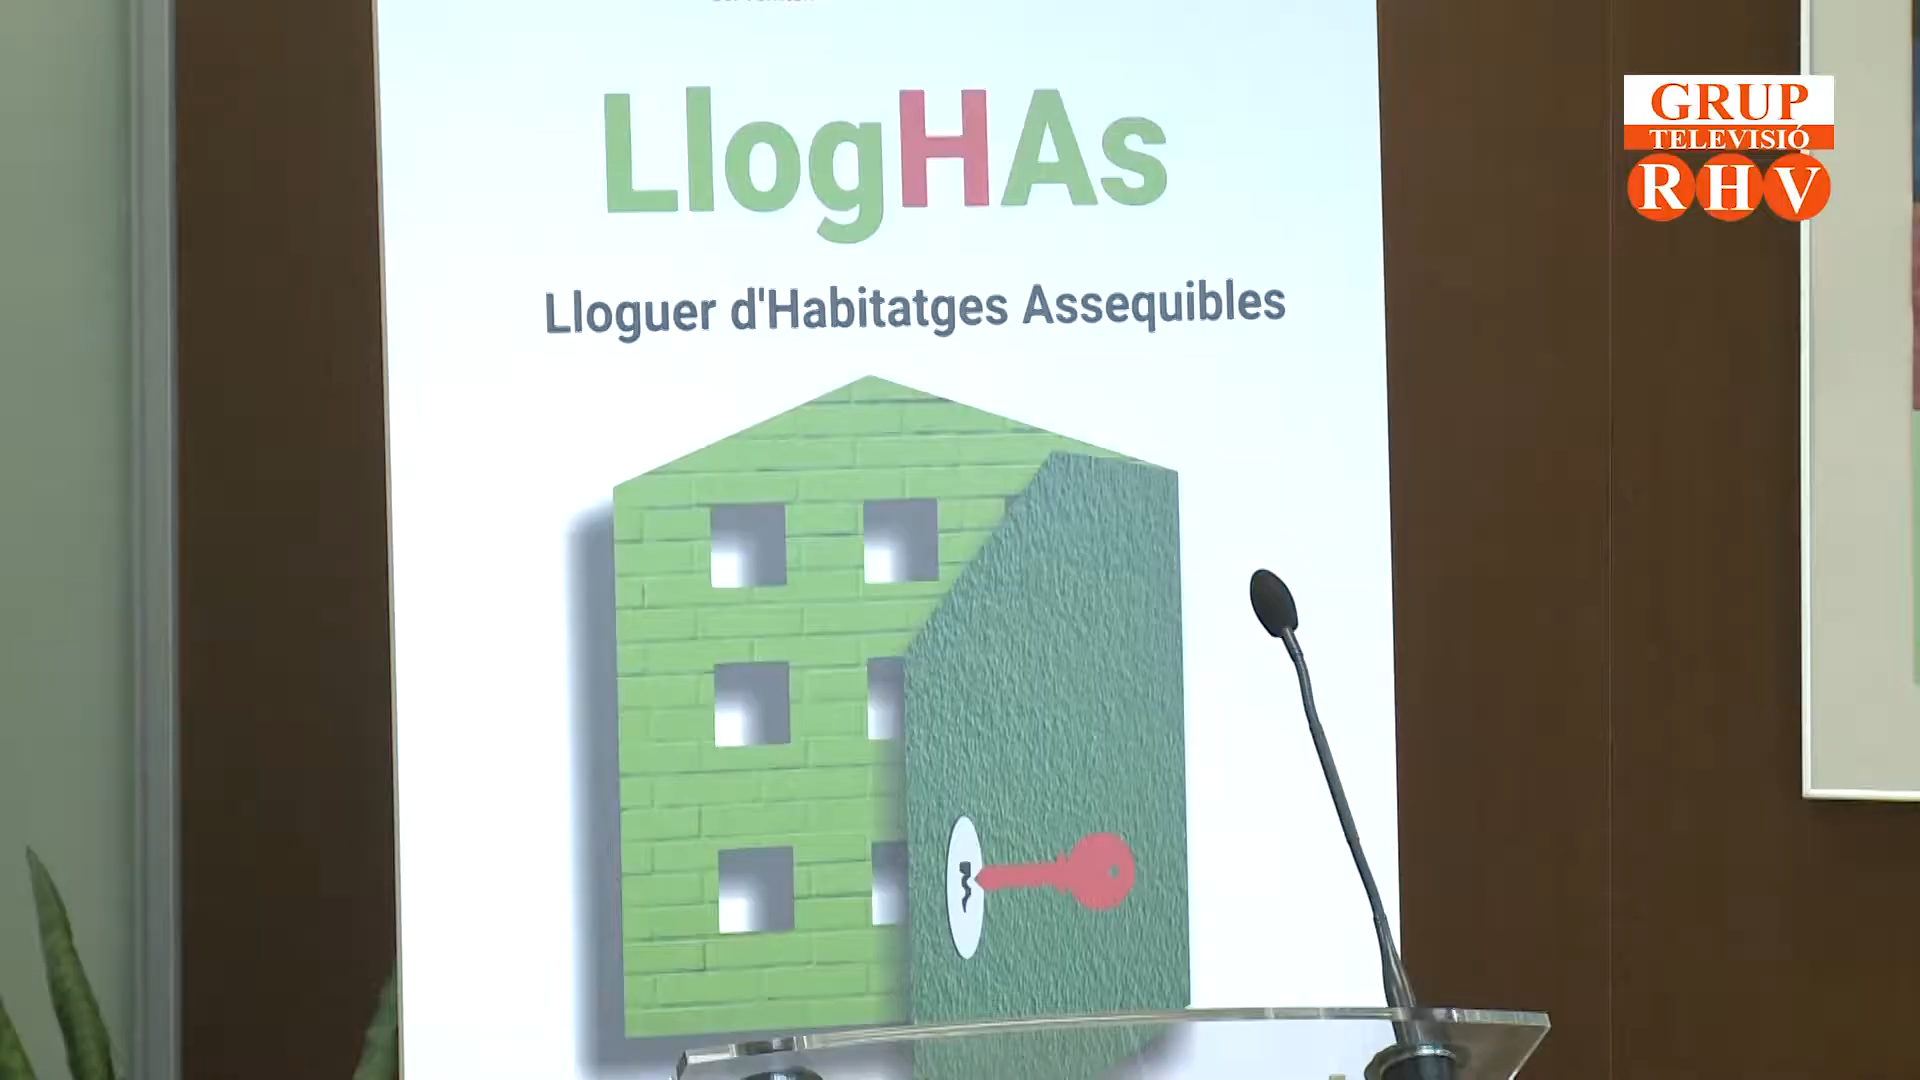 LlogHAs
Lloguer d'Habitatges Assequibles
GRUP
TELEVISIÓ
RHV